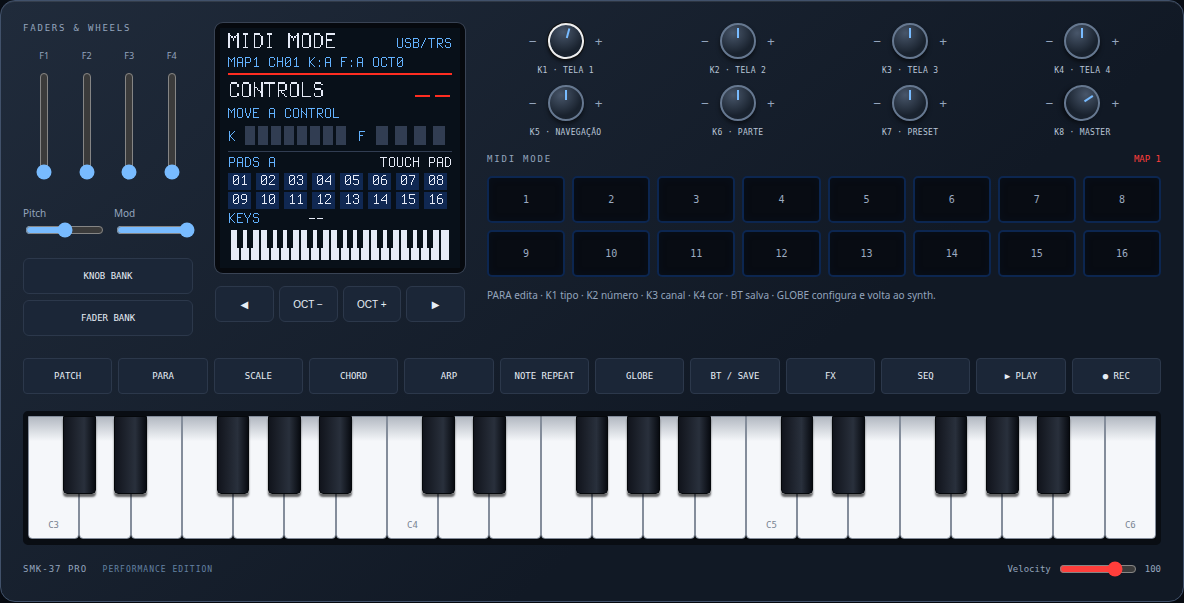 FADERS & WHEELS
F1 F2 F3 F4
Pitch Mod
KNOB BANK
FADER BANK
MIDI MODE USB/TRS
MAP1 CH01 K:A F:A OCT0
CONTROLS -- 
MOVE A CONTROL
K F
PADS A TOUCH PAD
01 02 03 04 05 06 07 08
09 10 11 12 13 14 15 16
KEYS --
◀ OCT − OCT + ▶
− + − + − + − +
K1 · TELA 1 K2 · TELA 2 K3 · TELA 3 K4 · TELA 4
− + − + − + − +
K5 · NAVEGAÇÃO K6 · PARTE K7 · PRESET K8 · MASTER
MIDI MODE MAP 1
1 2 3 4 5 6 7 8
9 10 11 12 13 14 15 16
PARA edita · K1 tipo · K2 número · K3 canal · K4 cor · BT salva · GLOBE configura e volta ao synth.
PATCH PARA SCALE CHORD ARP NOTE REPEAT GLOBE BT / SAVE FX SEQ ▶ PLAY ● REC
C3 C4 C5 C6
SMK-37 PRO PERFORMANCE EDITION Velocity 100